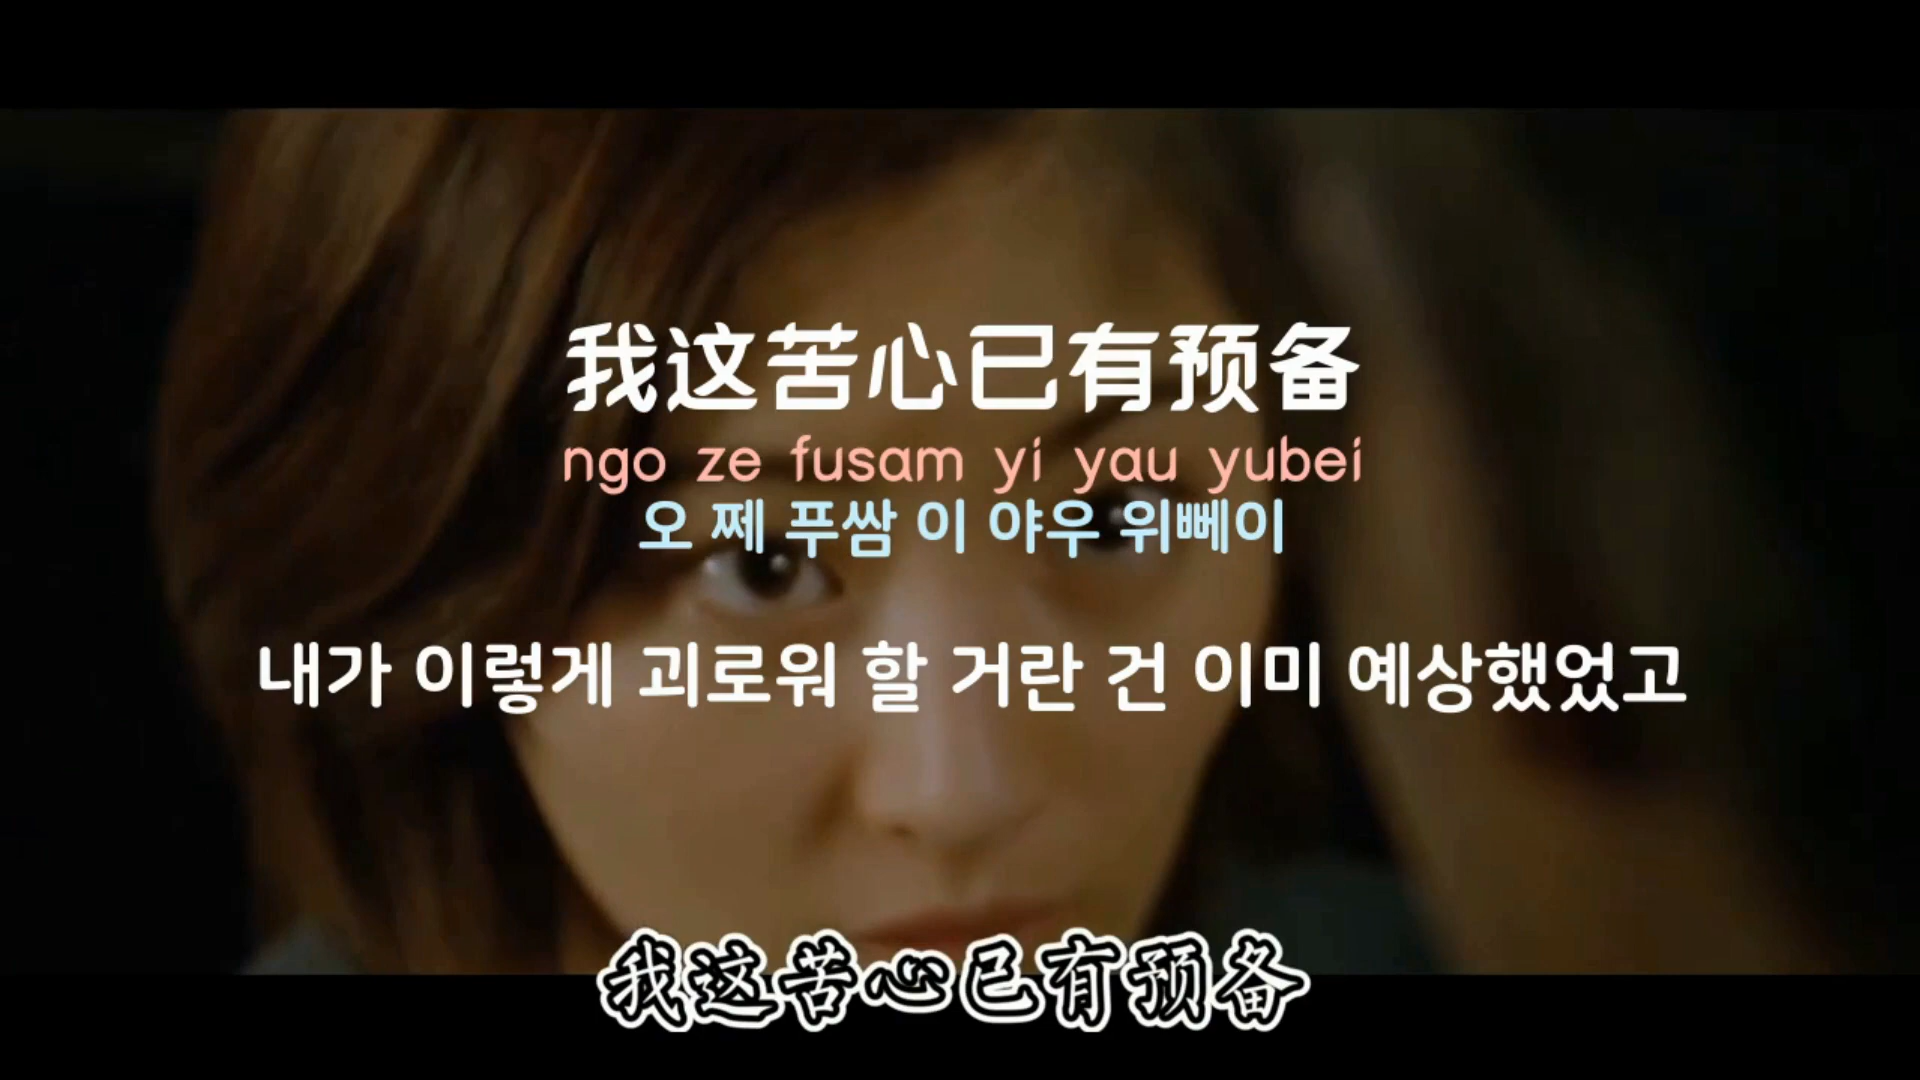 我这苦心已有预备
ngo ze fusam yi yau yubei
오 쩨 푸쌈 이 야우 위뻬이
내가 이렇게 괴로워 할 거란 건 이미 예상했었고
我这苦心已有预备